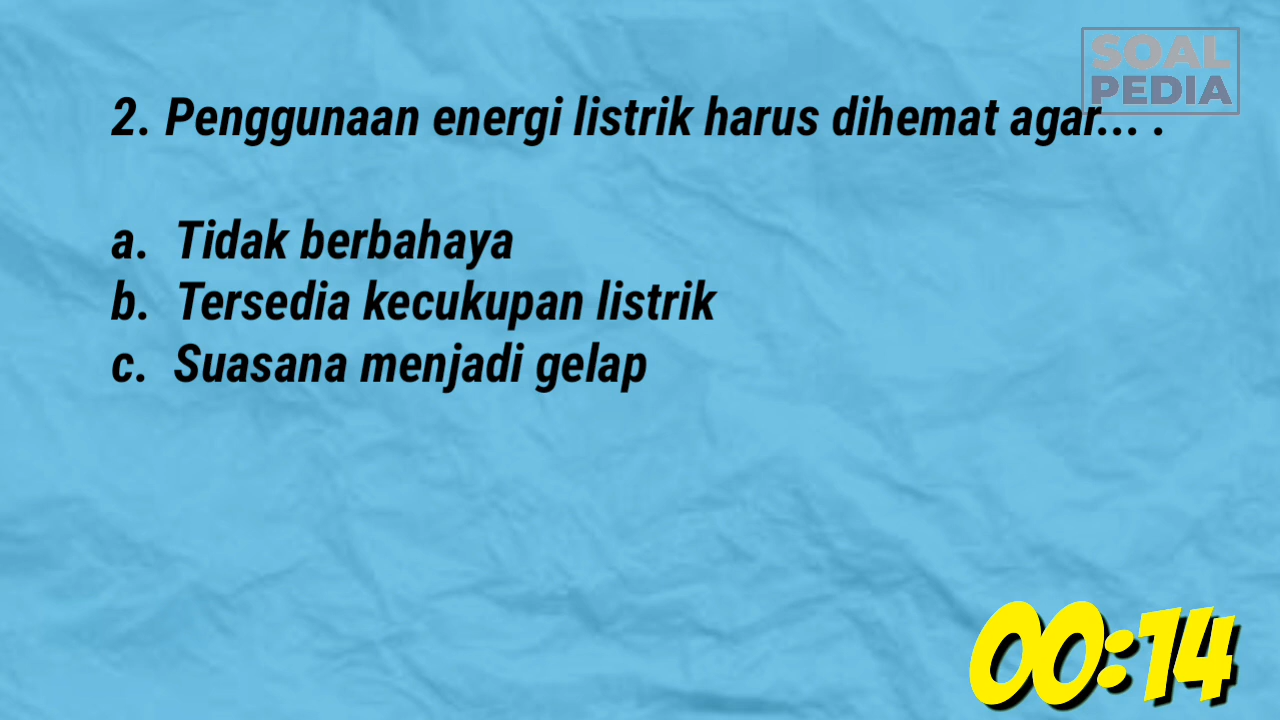 SOAL
PEDIA
2. Penggunaan energi listrik harus dihemat agar... .
a. Tidak berbahaya
b. Tersedia kecukupan listrik
c. Suasana menjadi gelap
00:14